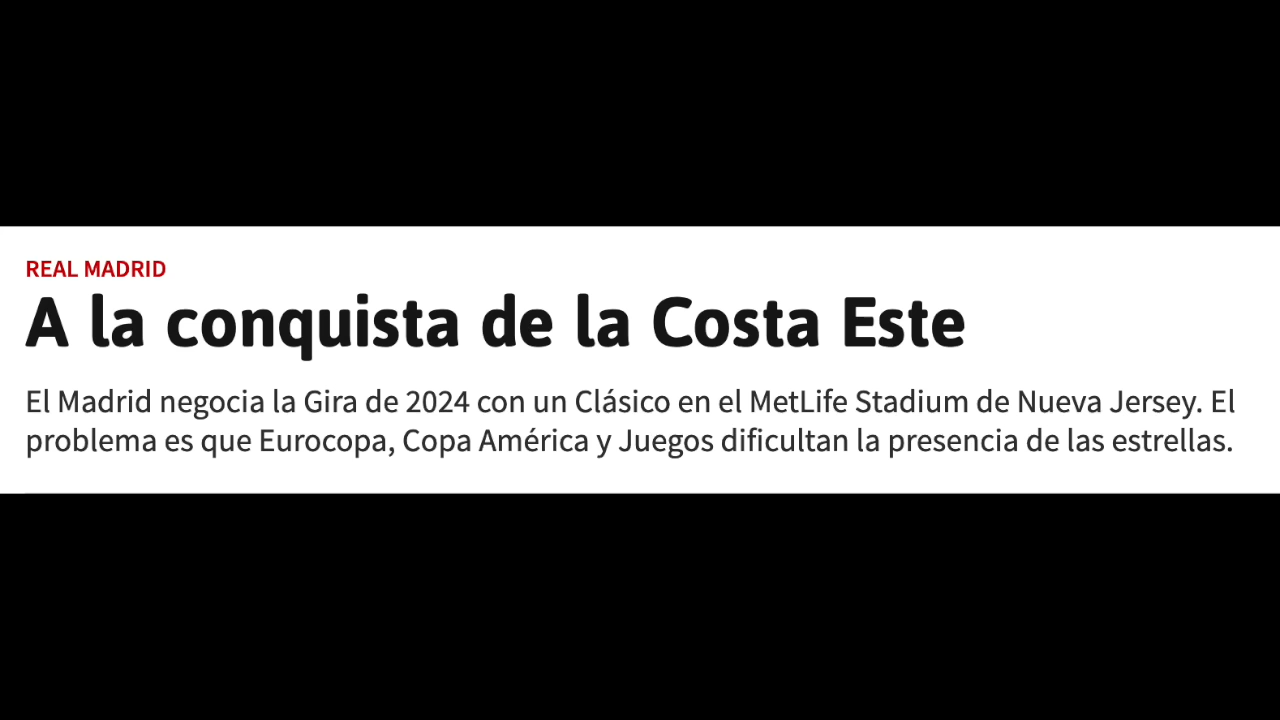 REAL MADRID
A la conquista de la Costa Este
El Madrid negocia la Gira de 2024 con un Clásico en el MetLife Stadium de Nueva Jersey. El
problema es que Eurocopa, Copa América y Juegos dificultan la presencia de las estrellas.